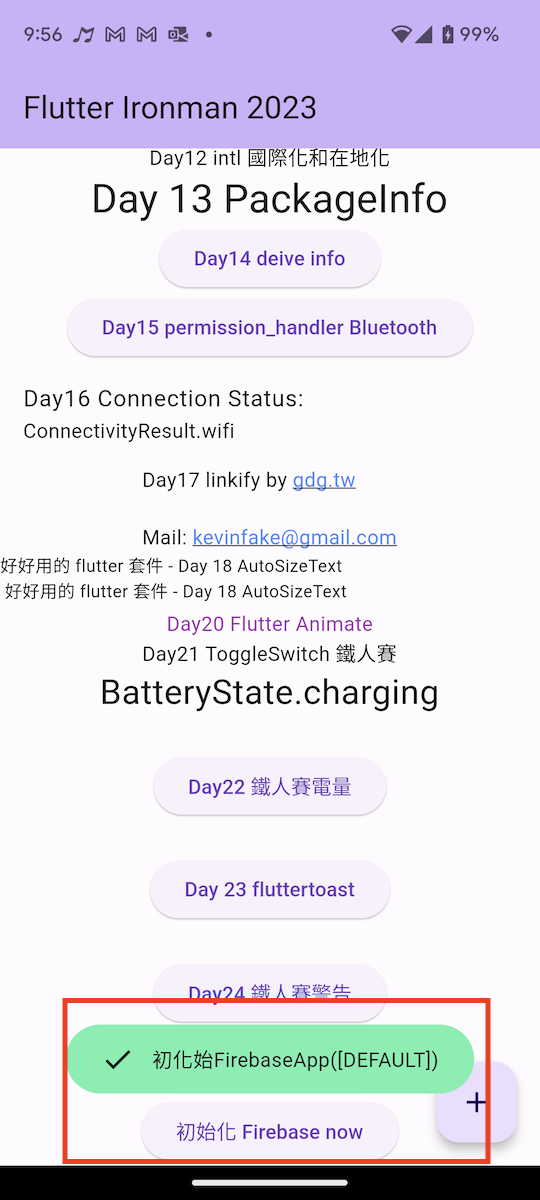 9:56
99%
Flutter Ironman 2023
Day12 intl 國際化和在地化
Day 13 PackageInfo
Day14 deive info
Day15 permission_handler Bluetooth
Day16 Connection Status:
ConnectivityResult.wifi
Day17 linkify by gdg.tw
Mail: kevinfake@gmail.com
好好用的 flutter 套件 - Day 18 AutoSizeText
好好用的 flutter 套件 - Day 18 AutoSizeText
Day20 Flutter Animate
Day21 ToggleSwitch 鐵人賽
BatteryState.charging
Day22 鐵人賽電量
Day 23 fluttertoast
Day24 鐵人賽警告
初化始FirebaseApp([DEFAULT])
+
初始化 Firebase now